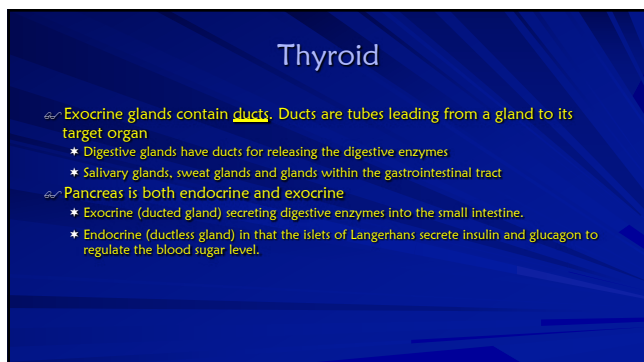 Thyroid
Exocrine glands contain ducts. Ducts are tubes leading from a gland to its
target organ
Digestive glands have ducts for releasing the digestive enzymes
Salivary glands, sweat glands and glands within the gastrointestinal tract
Pancreas is both endocrine and exocrine
Exocrine (ducted gland) secreting digestive enzymes into the small intestine.
Endocrine (ductless gland) in that the islets of Langerhans secrete insulin and glucagon to
regulate the blood sugar level.